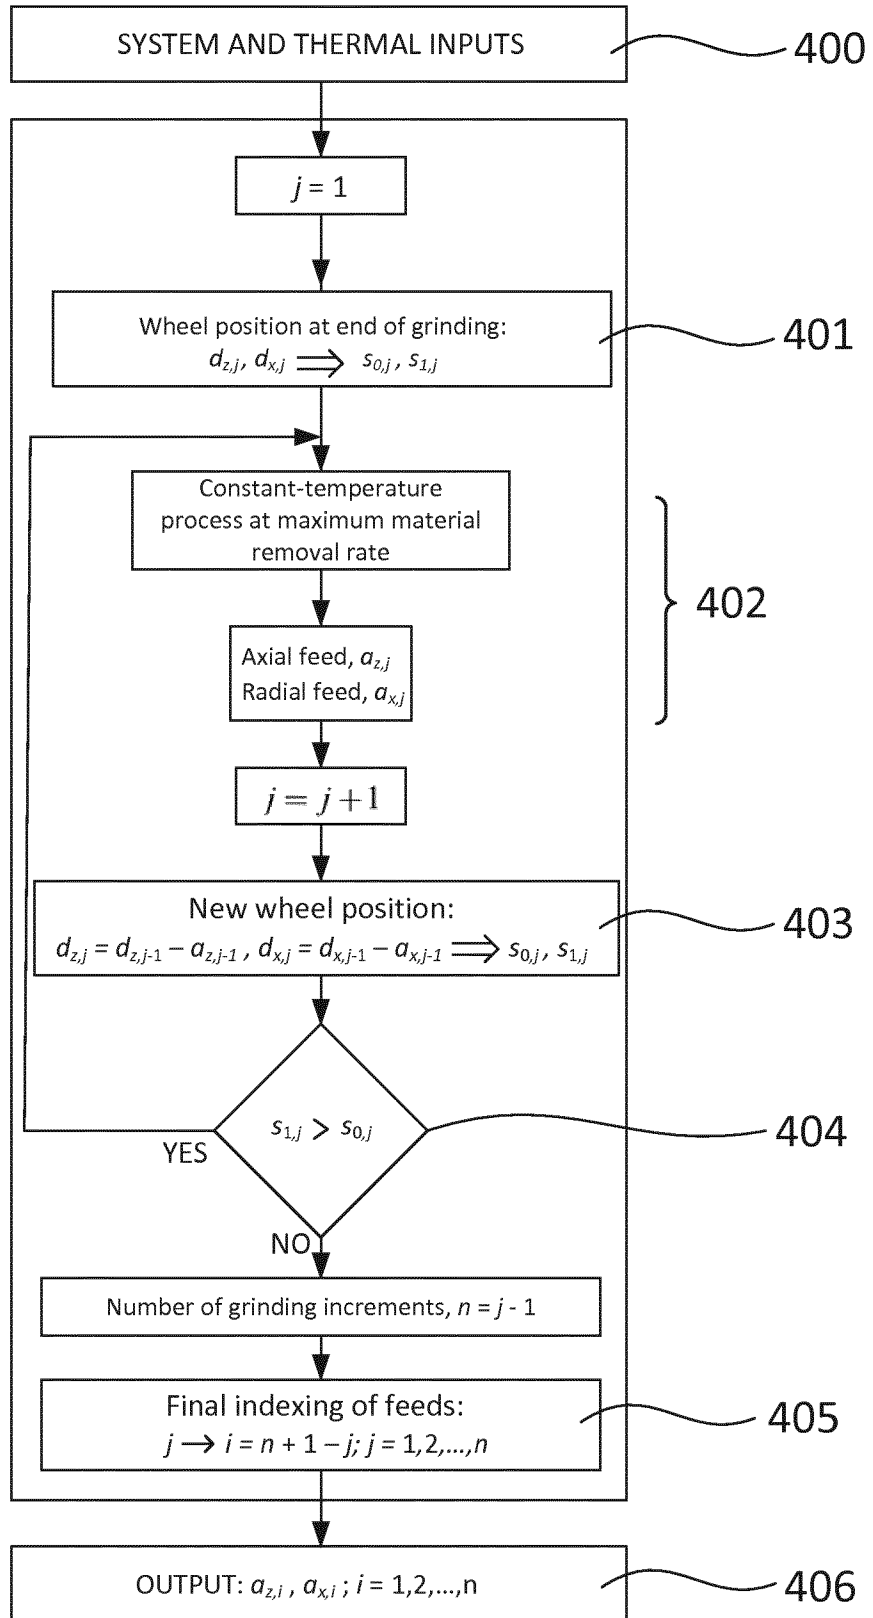 SYSTEM AND THERMAL INPUTS
400
j = 1
Wheel position at end of grinding:
d_{z,j}, d_{x,j} ⟹ s_{0,j}, s_{1,j}
401
Constant-temperature
process at maximum material
removal rate
402
Axial feed, a_{z,j}
Radial feed, a_{x,j}
j = j + 1
New wheel position:
d_{z,j} = d_{z,j-1} – a_{z,j-1}, d_{x,j} = d_{x,j-1} – a_{x,j-1} ⟹ s_{0,j}, s_{1,j}
403
s_{1,j} > s_{0,j}
404
YES
NO
Number of grinding increments, n = j - 1
Final indexing of feeds:
j → i = n + 1 – j; j = 1,2,...,n
405
OUTPUT: a_{z,i} , a_{x,i} ; i = 1,2,...,n
406